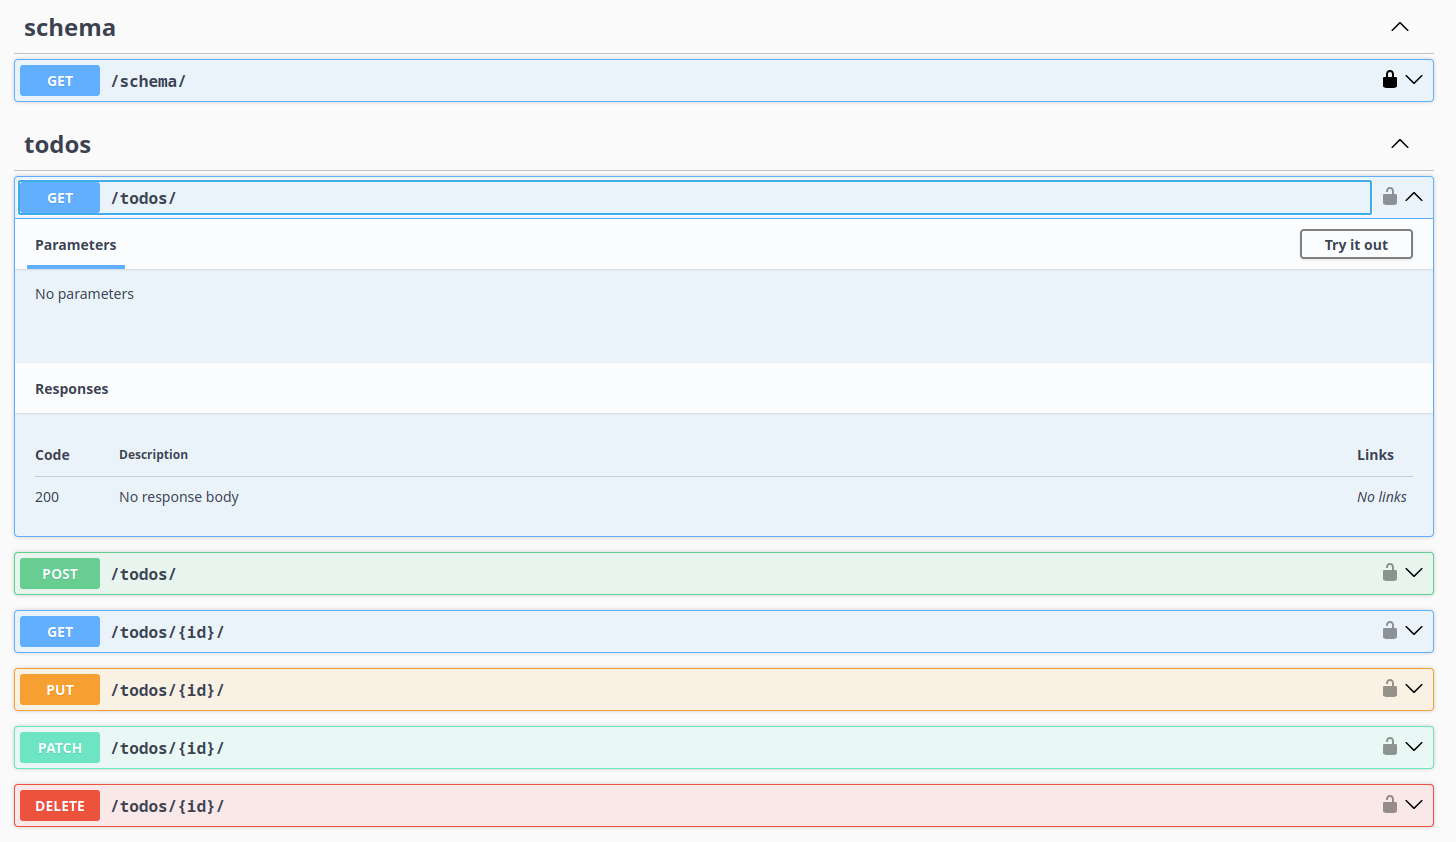 schema
GET /schema/
todos
GET /todos/
Parameters Try it out
No parameters
Responses
Code Description Links
200 No response body No links
POST /todos/
GET /todos/{id}/
PUT /todos/{id}/
PATCH /todos/{id}/
DELETE /todos/{id}/